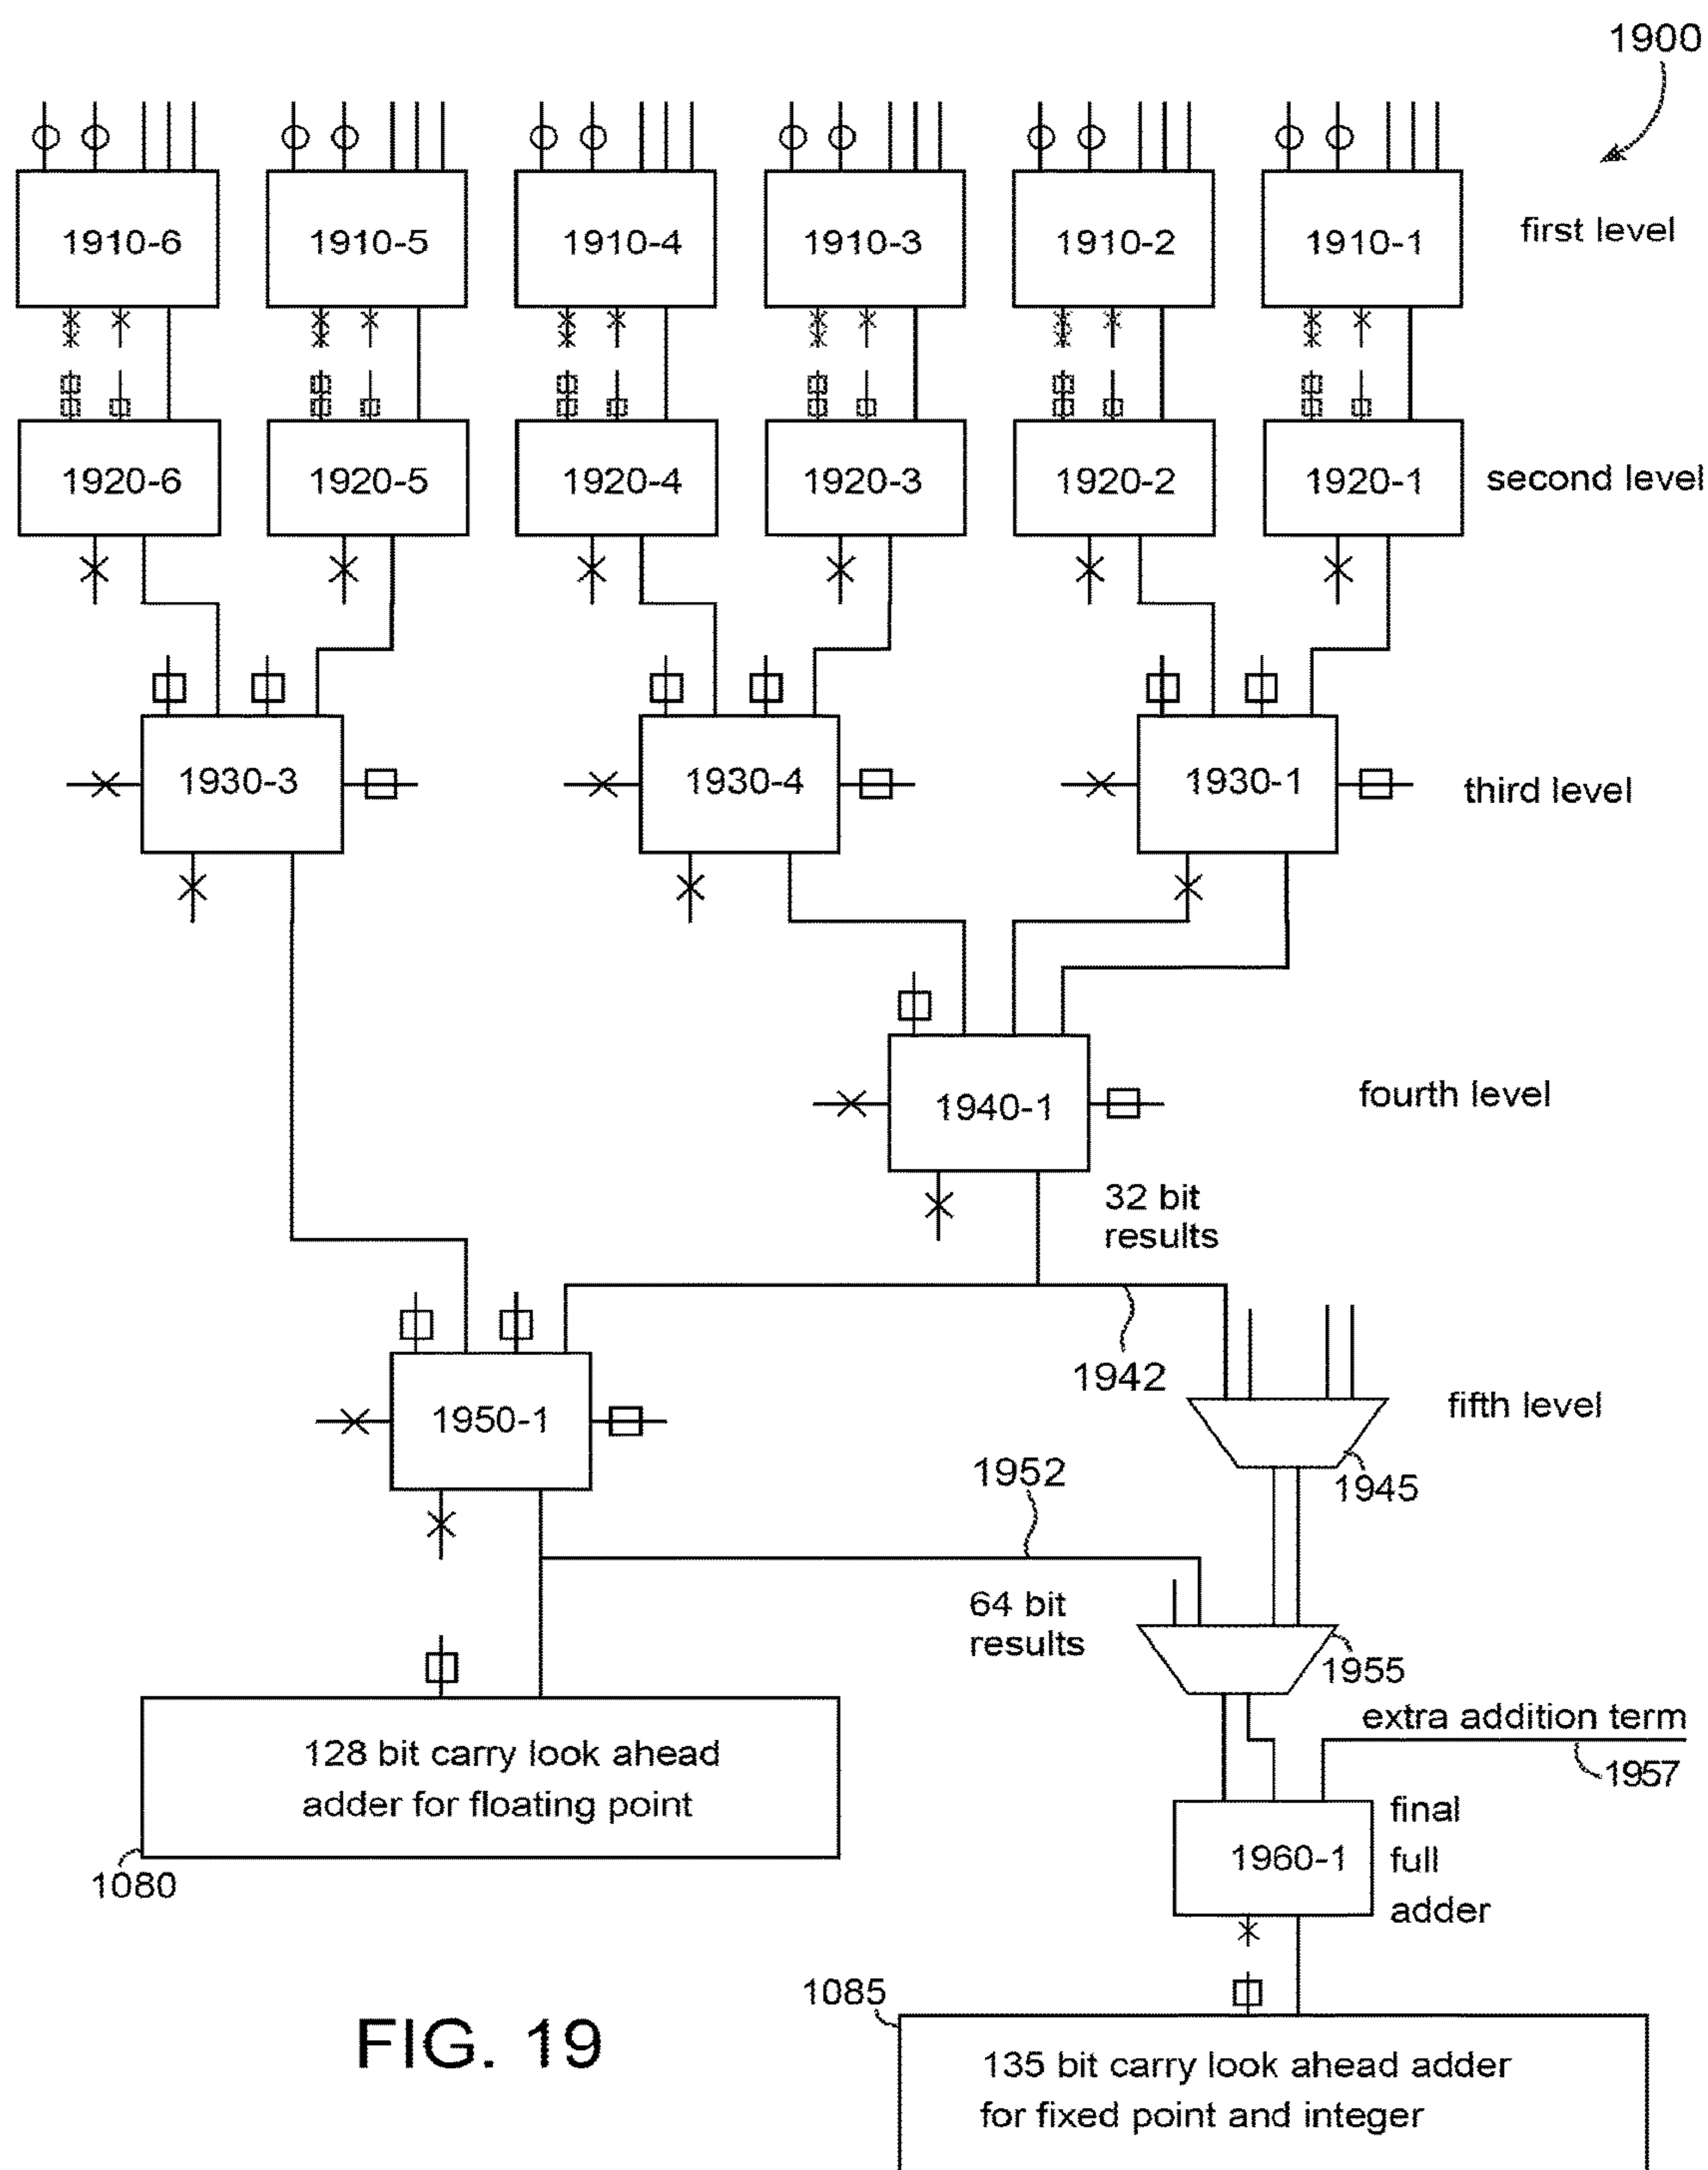 1900
1910-6
1910-5
1910-4
1910-3
1910-2
1910-1
first level
1920-6
1920-5
1920-4
1920-3
1920-2
1920-1
second level
1930-3
1930-4
1930-1
third level
1940-1
fourth level
32 bit
results
1942
1950-1
fifth level
1945
1952
64 bit
results
1955
extra addition term
1957
128 bit carry look ahead
adder for floating point
1080
1960-1
final
full
adder
1085
135 bit carry look ahead adder
for fixed point and integer
FIG. 19